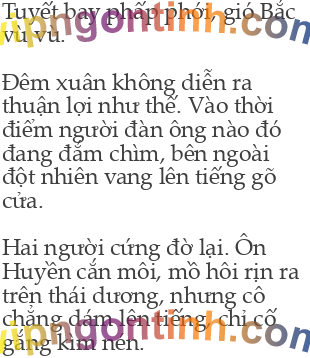 Tuyết bay phấp phới, gió Bắc
vù vù.
Đêm xuân không diễn ra
thuận lợi như thế. Vào thời
điểm người đàn ông nào đó
đang đắm chìm, bên ngoài
đột nhiên vang lên tiếng gõ
cửa.
Hai người cứng đờ lại. Ôn
Huyền cắn môi, mồ hôi rịn ra
trên thái dương, nhưng cô
chẳng dám lên tiếng, chỉ cố
gắng kìm nén.
vipngontinh.com
vipngontinh.com